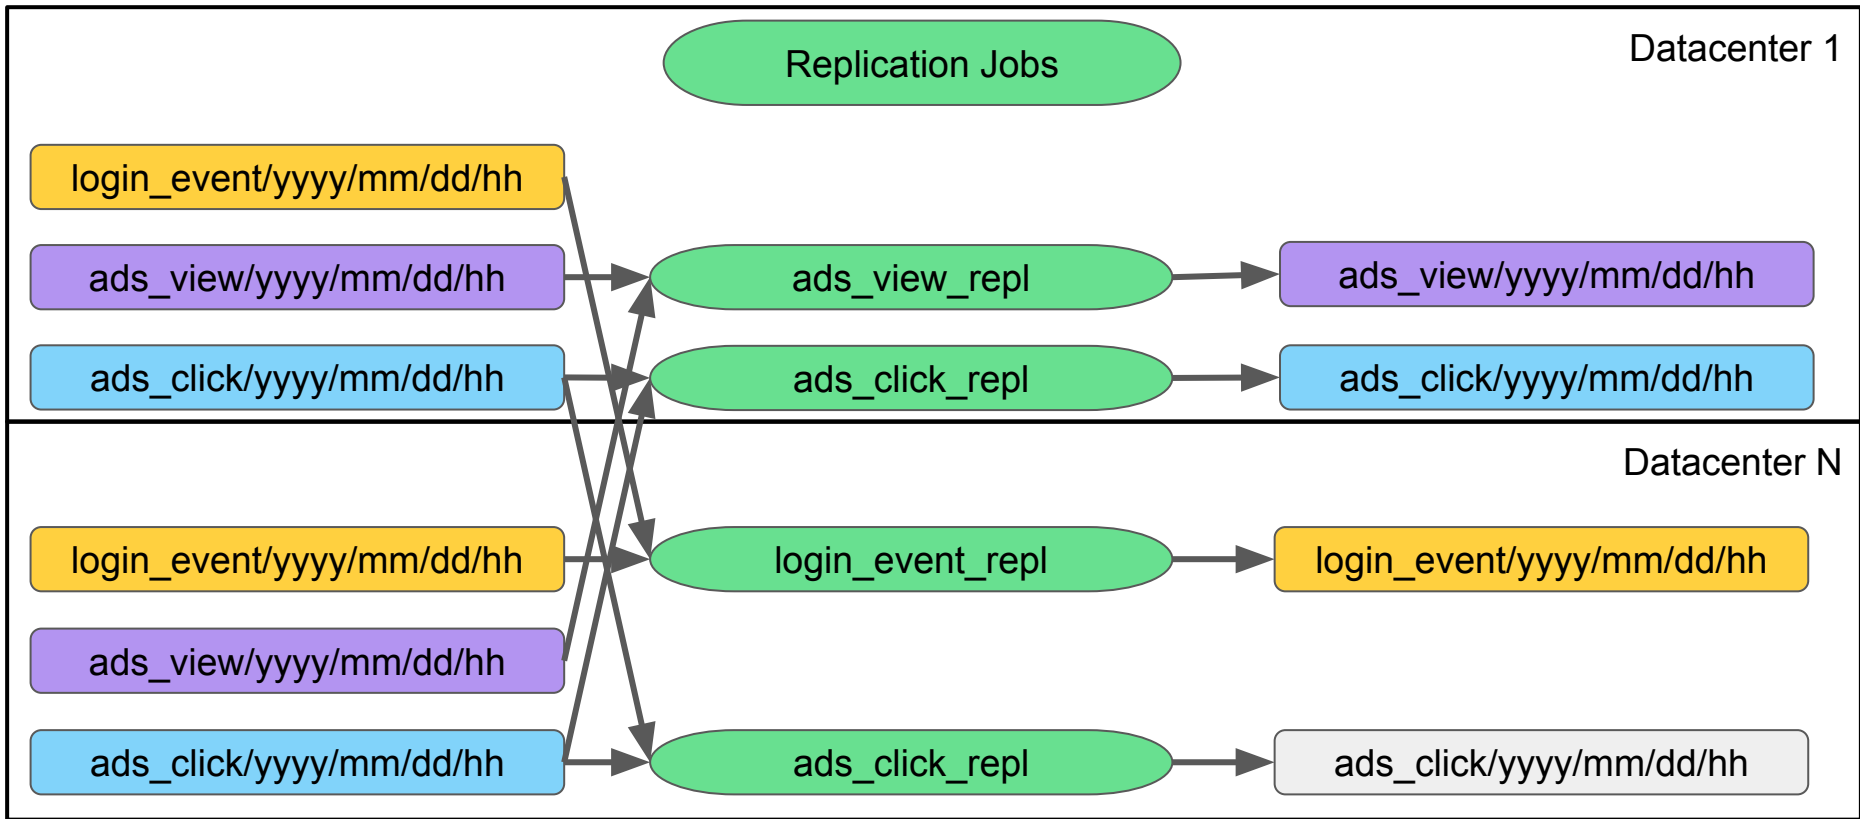 Replication Jobs
Datacenter 1
login_event/yyyy/mm/dd/hh
ads_view/yyyy/mm/dd/hh
ads_view_repl
ads_view/yyyy/mm/dd/hh
ads_click/yyyy/mm/dd/hh
ads_click_repl
ads_click/yyyy/mm/dd/hh
Datacenter N
login_event/yyyy/mm/dd/hh
login_event_repl
login_event/yyyy/mm/dd/hh
ads_view/yyyy/mm/dd/hh
ads_click/yyyy/mm/dd/hh
ads_click_repl
ads_click/yyyy/mm/dd/hh